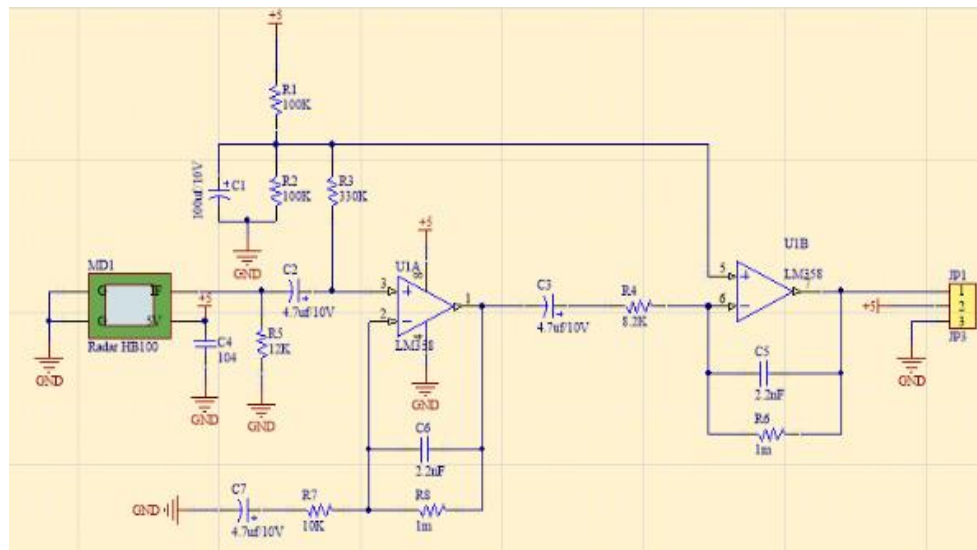 +5
R1
100K
100uf/10V
C1
R2
100K
R3
330K
GND
+5
U1B
LM358
5
6
7
JP1
1
2
3
+5
JP3
GND
MD1
G
IF
G
5V
Radar HB100
GND
+5
C4
104
GND
R5
12K
GND
C2
4.7uf/10V
U1A
3
2
8
1
4
LM358
GND
C3
4.7uf/10V
R4
8.2K
C5
2.2nF
R6
1m
C6
2.2nF
GND
C7
4.7uf/10V
R7
10K
R8
1m